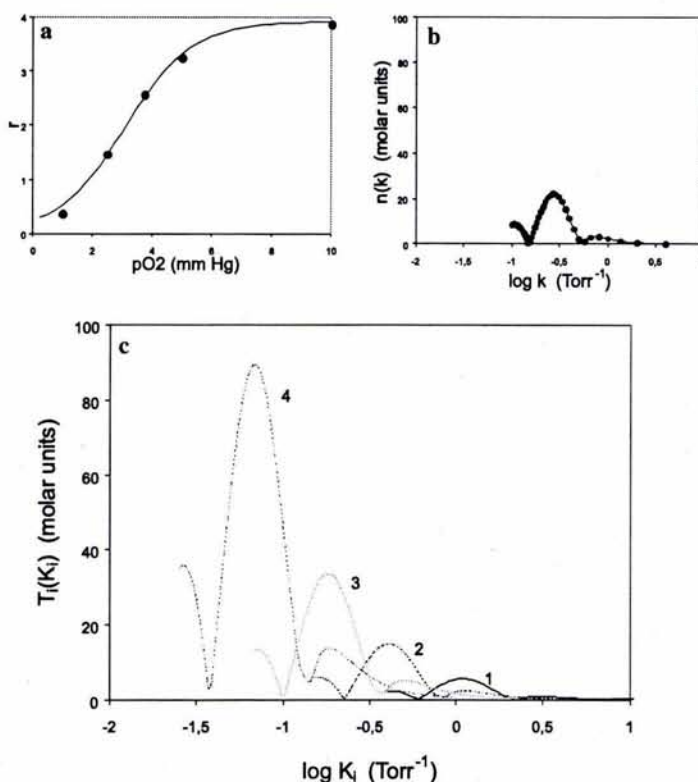 a
4
3
2
1
0
r
0 2 4 6 8 10
pO2 (mm Hg)
b
100
80
60
40
20
0
n(k) (molar units)
-2 -1,5 -1 -0,5 0 0,5
log k (Torr⁻¹)
c
100
80
60
40
20
0
Tᵢ(Kᵢ) (molar units)
4
3
2
1
-2 -1,5 -1 -0,5 0 0,5 1
log Kᵢ (Torr⁻¹)